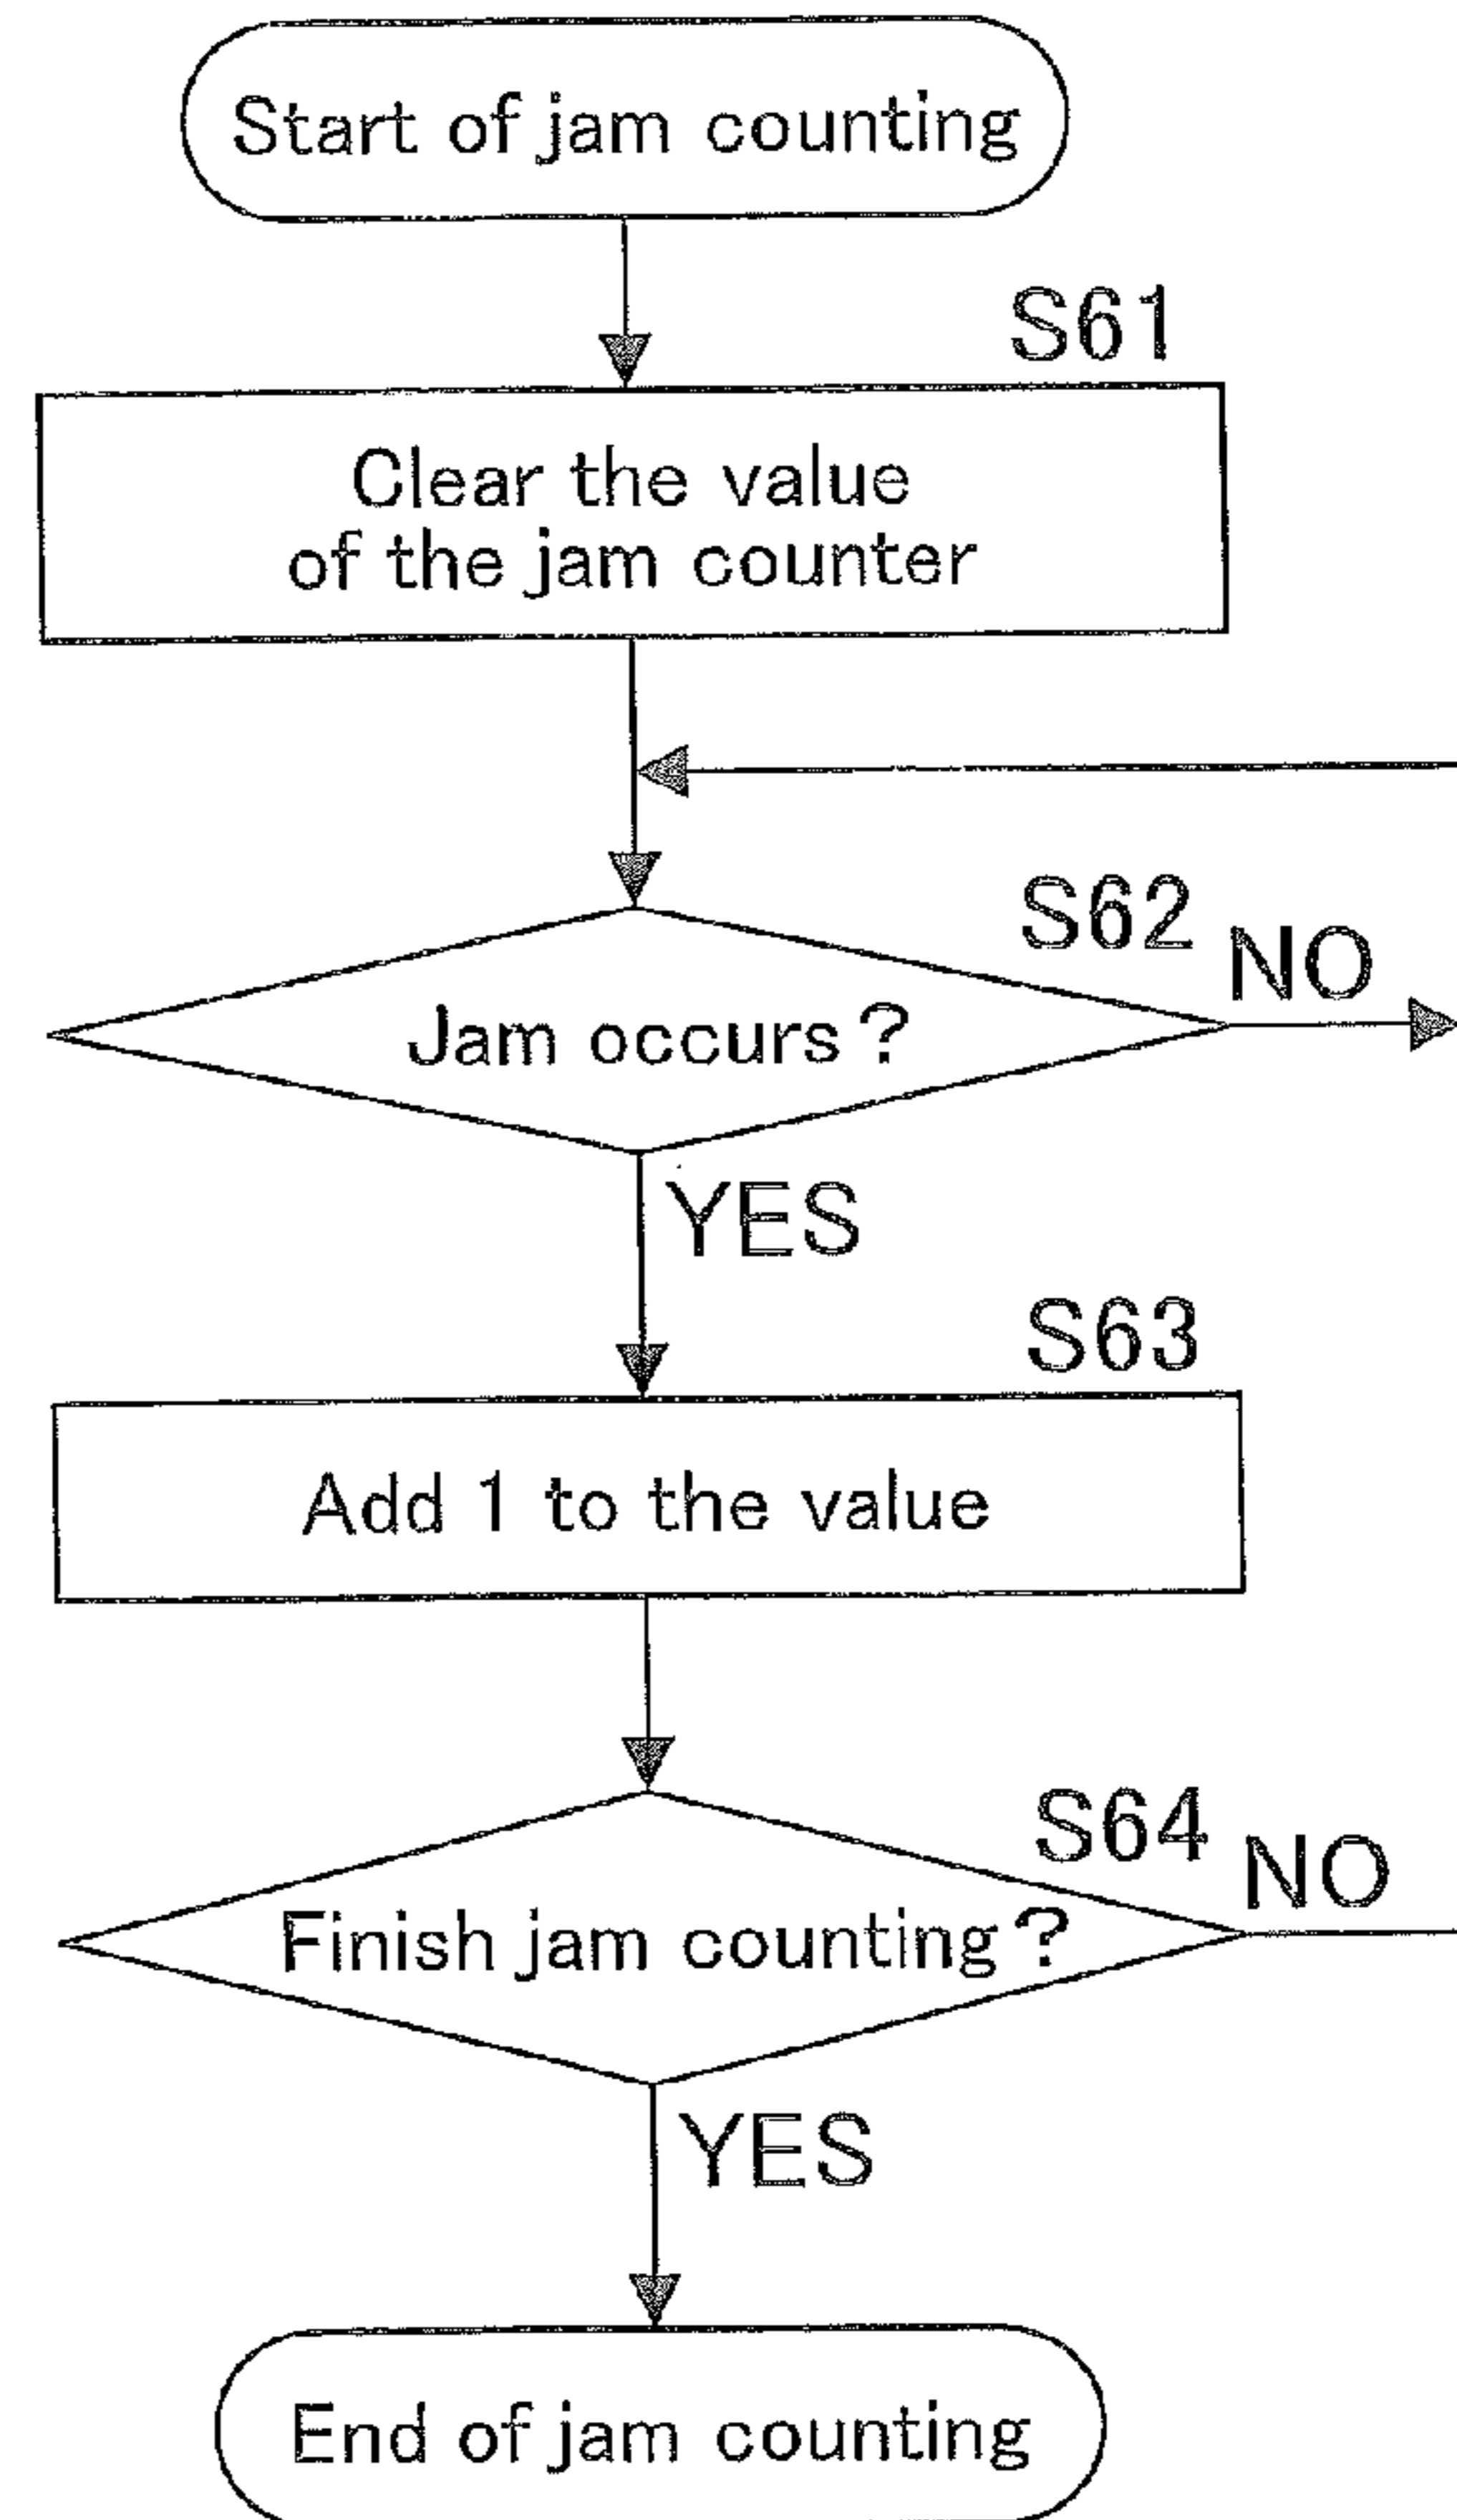 Start of jam counting
S61
Clear the value
of the jam counter
S62
NO
Jam occurs?
YES
S63
Add 1 to the value
S64
NO
Finish jam counting?
YES
End of jam counting